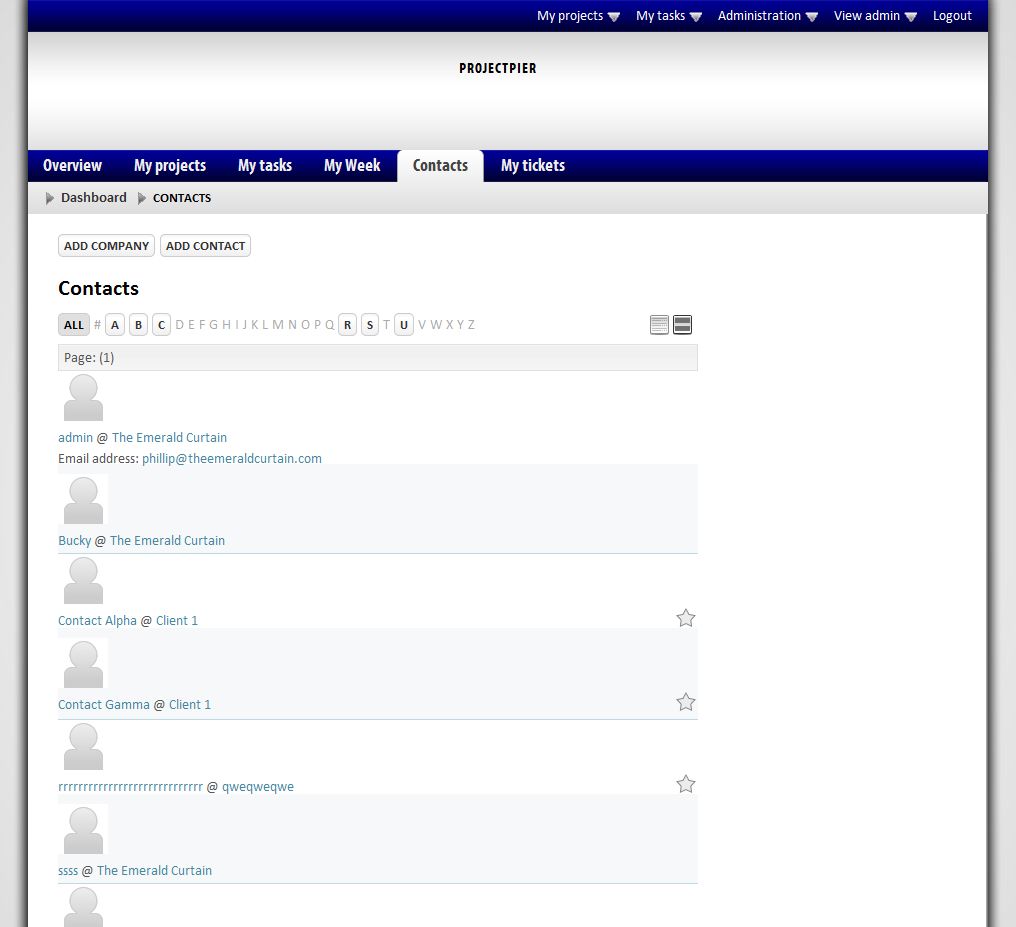 My projects My tasks Administration View admin Logout
PROJECTPIER
Overview My projects My tasks My Week Contacts My tickets
Dashboard CONTACTS
ADD COMPANY ADD CONTACT
Contacts
ALL # A B C D E F G H I J K L M N O P Q R S T U V W X Y Z
Page: (1)
admin @ The Emerald Curtain
Email address: phillip@theemeraldcurtain.com
Bucky @ The Emerald Curtain
Contact Alpha @ Client 1
Contact Gamma @ Client 1
rrrrrrrrrrrrrrrrrrrrrrrrrrrrr @ qweqweqwe
ssss @ The Emerald Curtain